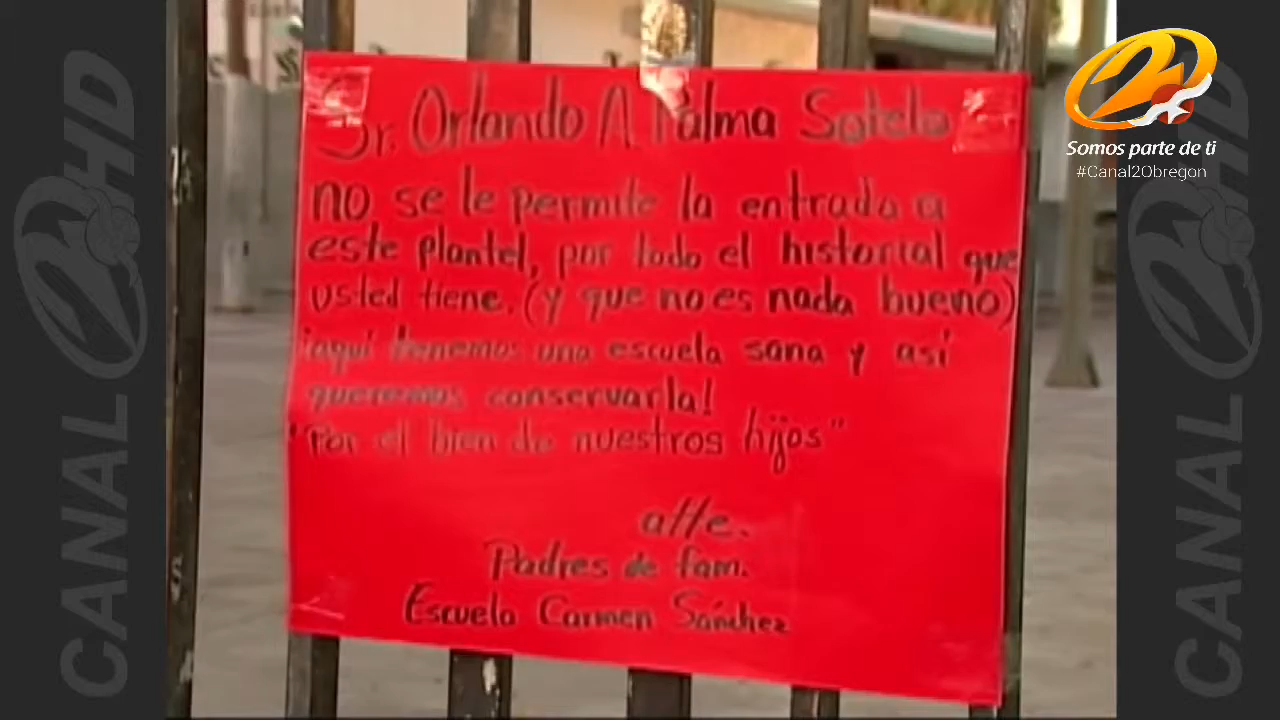 Sr. Orlando A. Palma Sotelo
no se le permite la entrada a
este plantel, por todo el historial que
usted tiene. (y que no es nada bueno)
¡aquí tenemos una escuela sana y así
queremos conservarla!
"Por el bien de nuestros hijos"
atte.
Padres de fam.
Escuela Carmen Sánchez
2
Somos parte de ti
#Canal2Obregon
CANAL 2 HD
CANAL 2 HD